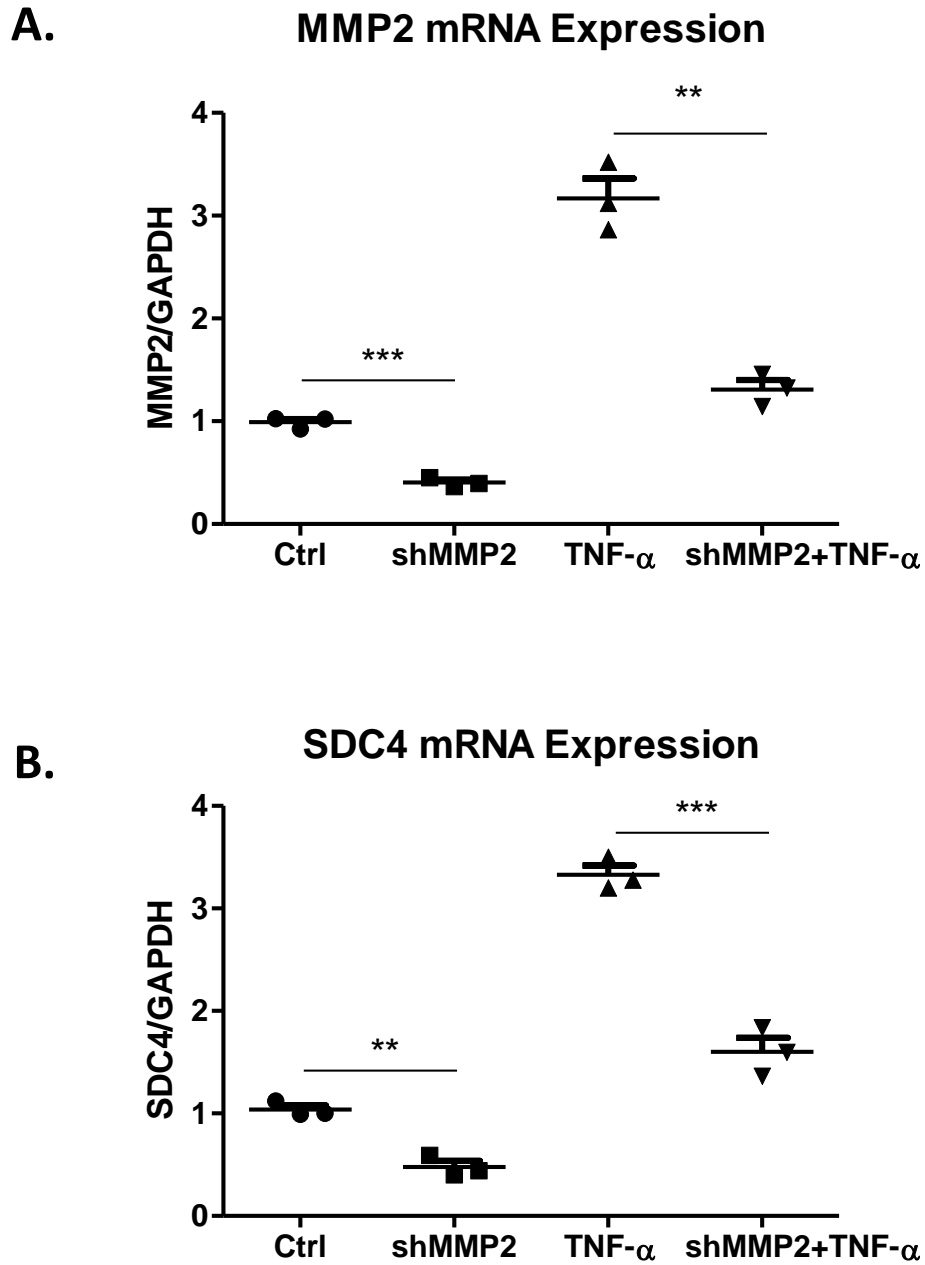 A.
MMP2 mRNA Expression
MMP2/GAPDH
4
3
2
1
0
***
**
Ctrl shMMP2 TNF-α shMMP2+TNF-α
B.
SDC4 mRNA Expression
SDC4/GAPDH
4
3
2
1
0
**
***
Ctrl shMMP2 TNF-α shMMP2+TNF-α